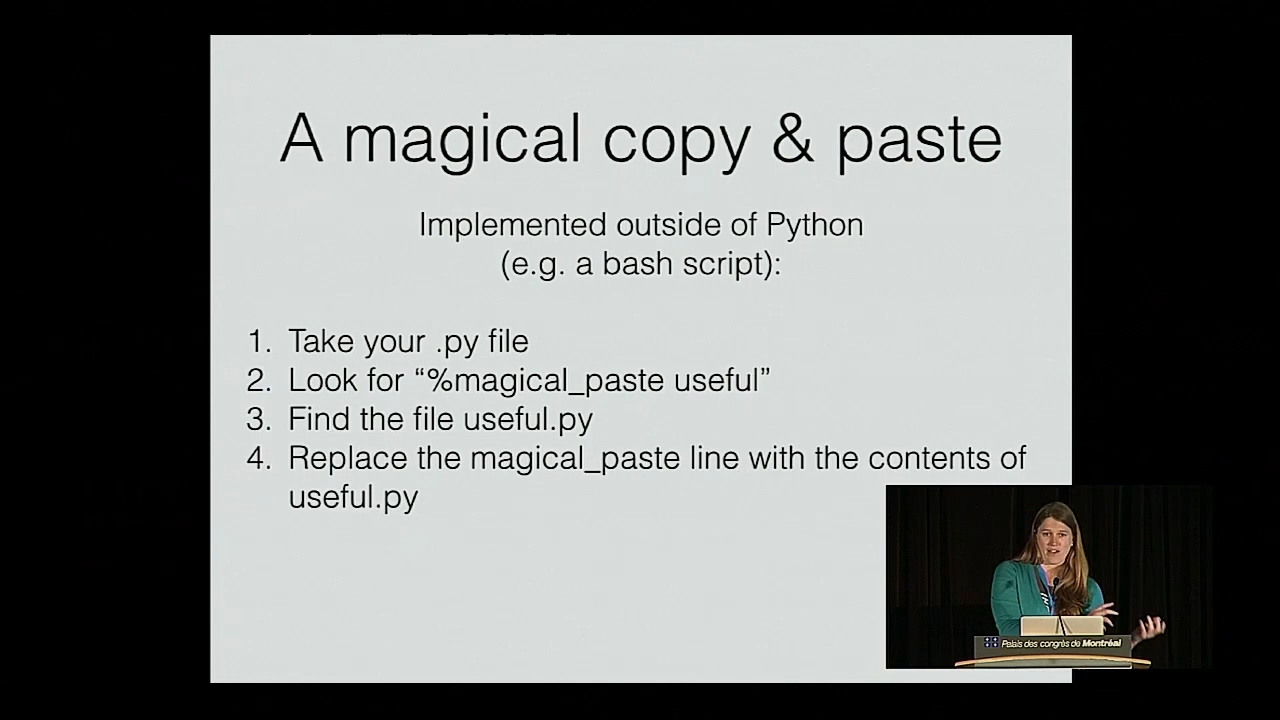 A magical copy & paste
Implemented outside of Python
(e.g. a bash script):
1. Take your .py file
2. Look for “%magical_paste useful”
3. Find the file useful.py
4. Replace the magical_paste line with the contents of
useful.py
Palais des congrès de Montréal